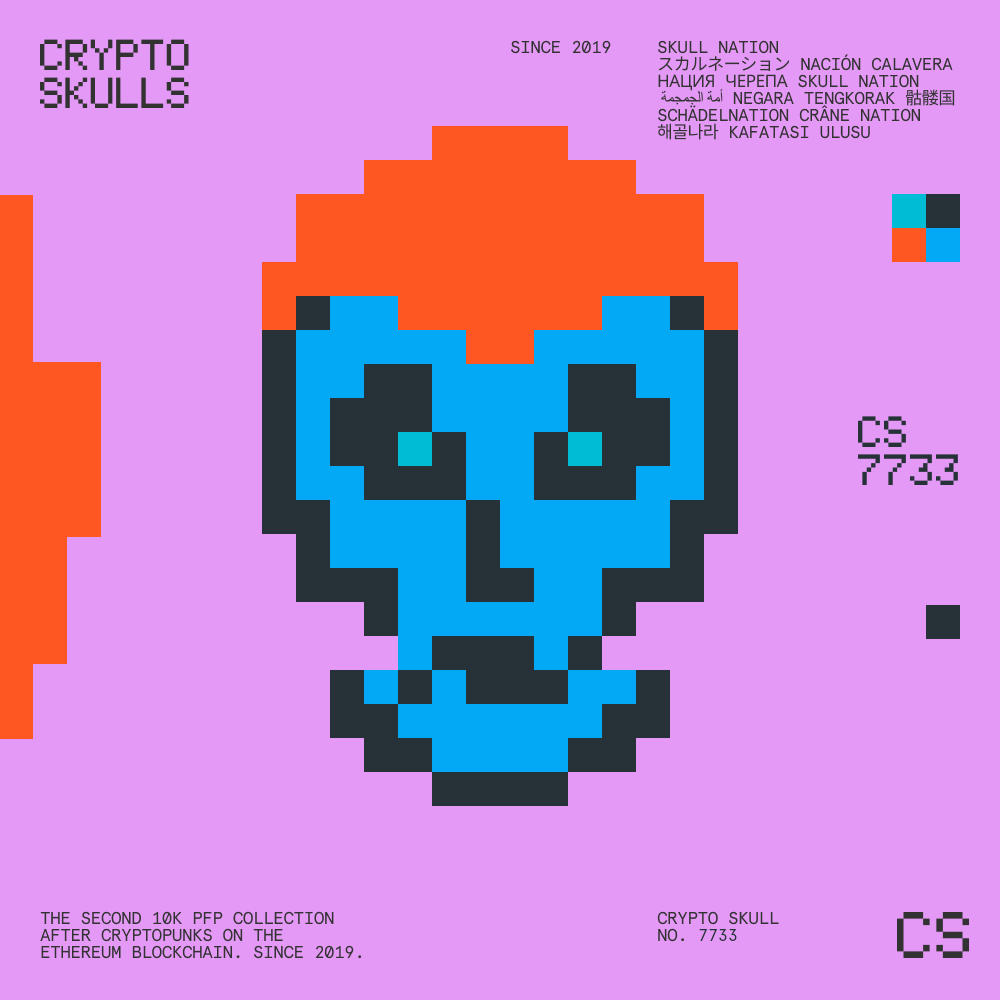 CRYPTO
SKULLS
SINCE 2019
SKULL NATION
スカルネーション NACIÓN CALAVERA
НАЦИЯ ЧЕРЕПА SKULL NATION
أمة الجمجمة NEGARA TENGKORAK 骷髅国
SCHÄDELNATION CRÂNE NATION
해골나라 KAFATASI ULUSU
CS
7733
THE SECOND 10K PFP COLLECTION
AFTER CRYPTOPUNKS ON THE
ETHEREUM BLOCKCHAIN. SINCE 2019.
CRYPTO SKULL
NO. 7733
CS